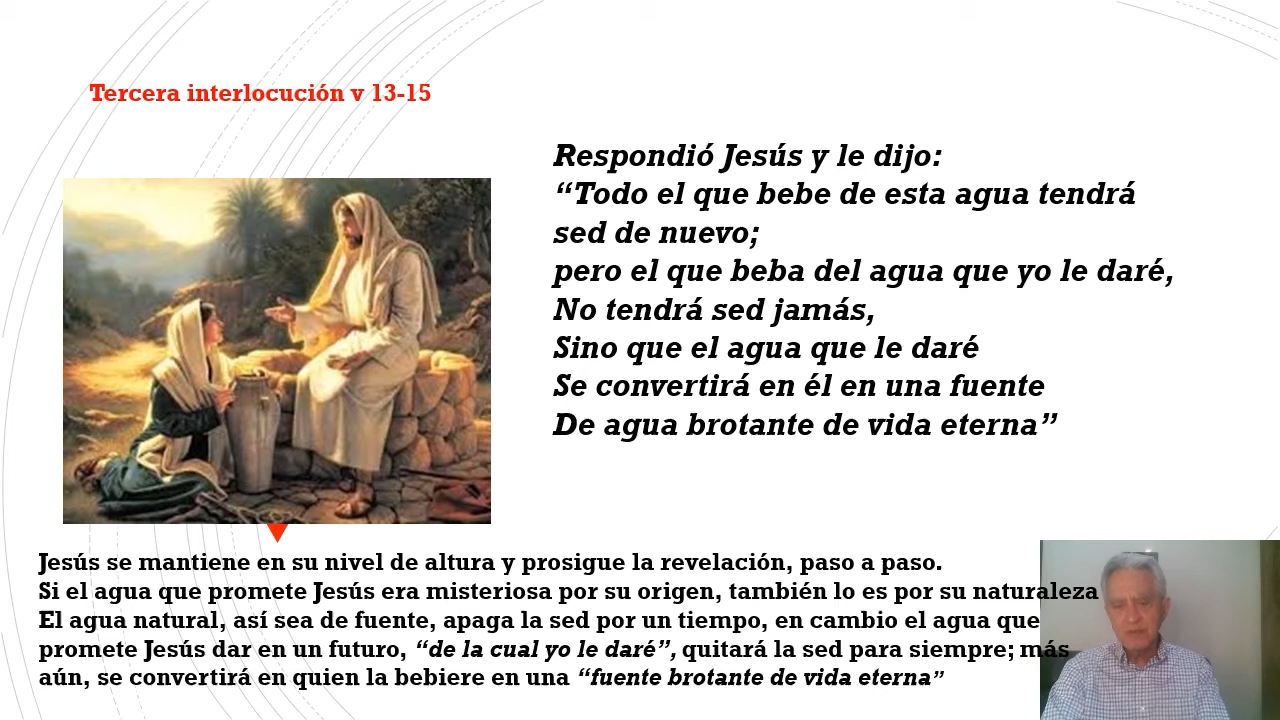 Tercera interlocución v 13-15
Respondió Jesús y le dijo:
“Todo el que bebe de esta agua tendrá
sed de nuevo;
pero el que beba del agua que yo le daré,
No tendrá sed jamás,
Sino que el agua que le daré
Se convertirá en él en una fuente
De agua brotante de vida eterna”
Jesús se mantiene en su nivel de altura y prosigue la revelación, paso a paso.
Si el agua que promete Jesús era misteriosa por su origen, también lo es por su naturaleza
El agua natural, así sea de fuente, apaga la sed por un tiempo, en cambio el agua que
promete Jesús dar en un futuro, “de la cual yo le daré”, quitará la sed para siempre; más
aún, se convertirá en quien la bebiere en una “fuente brotante de vida eterna”